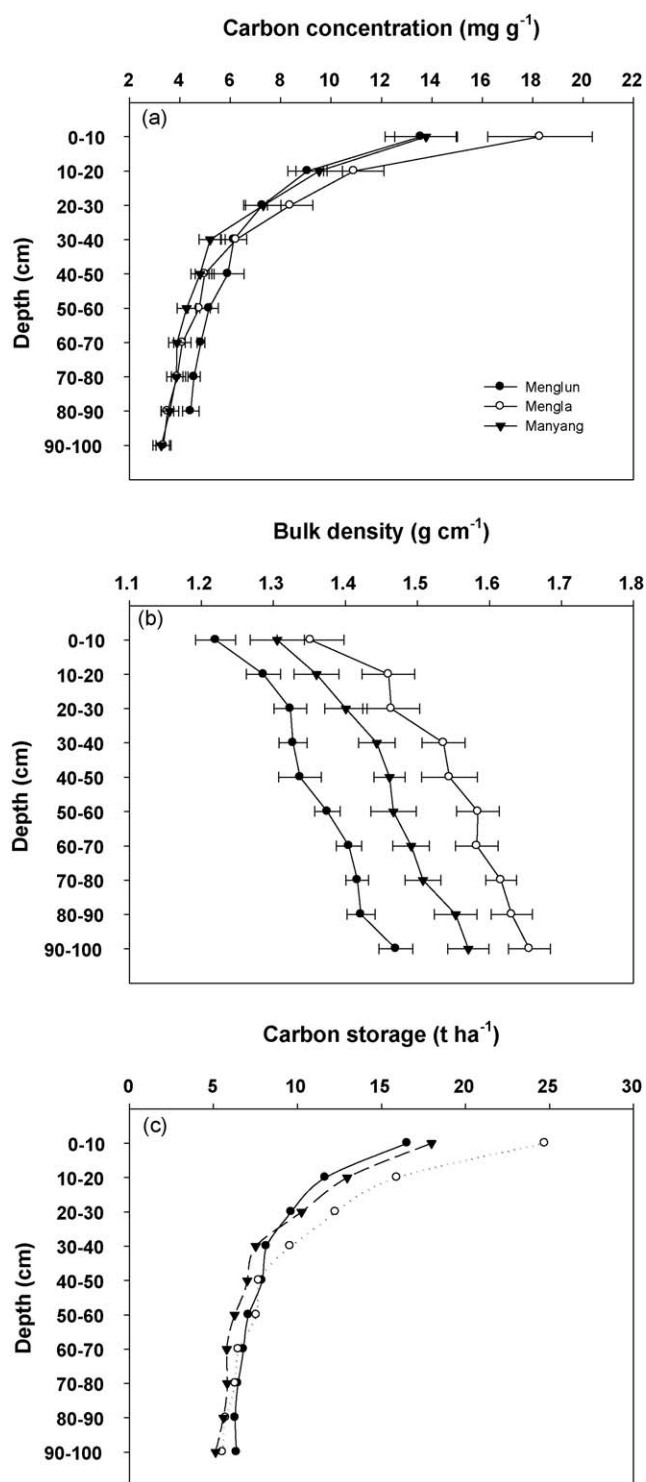 Carbon concentration (mg g⁻¹)
2 4 6 8 10 12 14 16 18 20 22
(a)
0-10
10-20
20-30
30-40
40-50
50-60
60-70
70-80
80-90
90-100
Depth (cm)
Menglun
Mengla
Manyang
Bulk density (g cm⁻¹)
1.1 1.2 1.3 1.4 1.5 1.6 1.7 1.8
(b)
0-10
10-20
20-30
30-40
40-50
50-60
60-70
70-80
80-90
90-100
Depth (cm)
Carbon storage (t ha⁻¹)
0 5 10 15 20 25 30
(c)
0-10
10-20
20-30
30-40
40-50
50-60
60-70
70-80
80-90
90-100
Depth (cm)